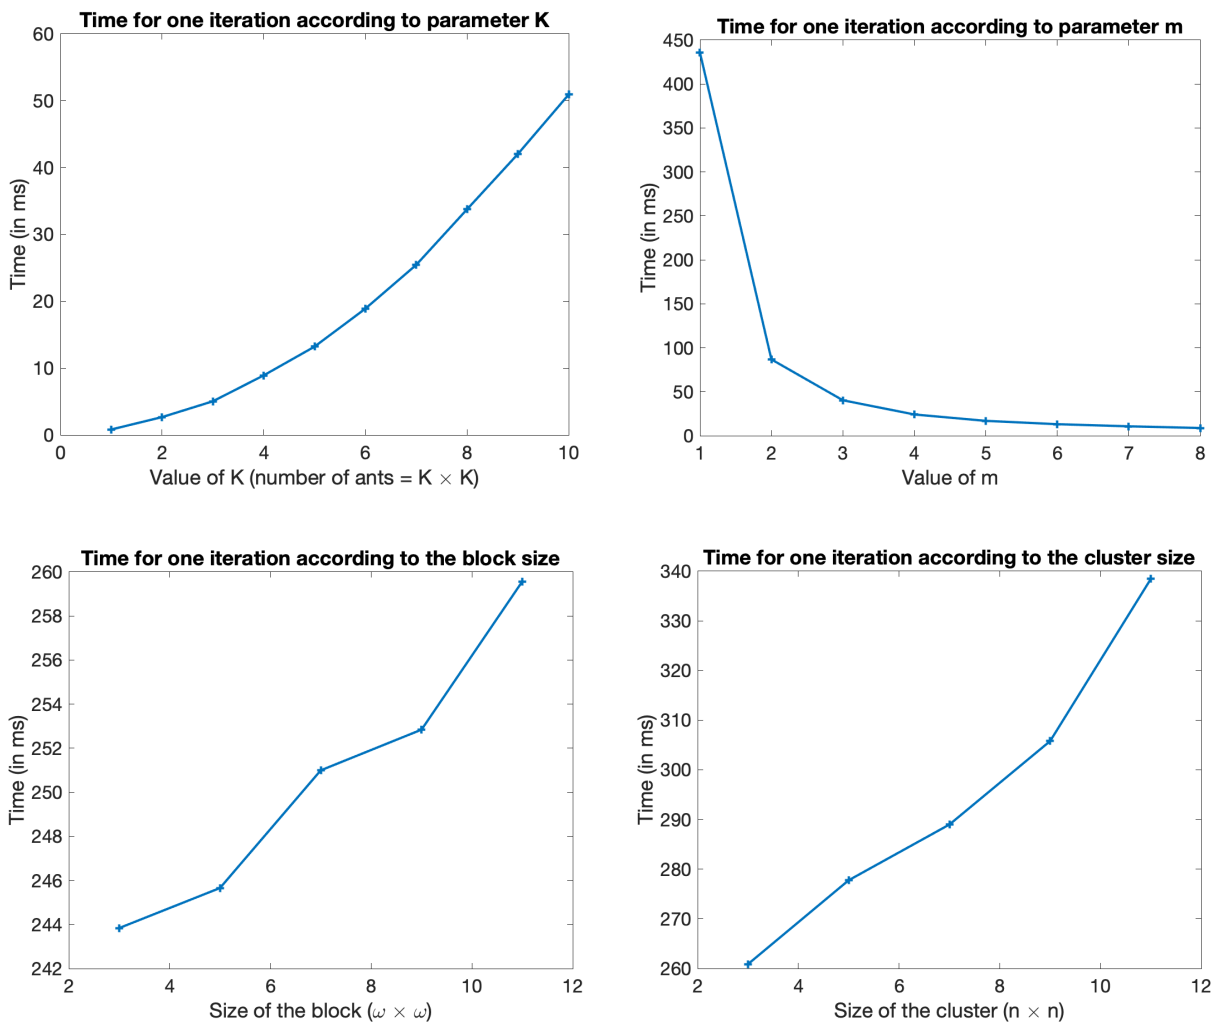 Time for one iteration according to parameter K
60
50
40
30
20
10
0
Time (in ms)
0 2 4 6 8 10
Value of K (number of ants = K × K)
Time for one iteration according to parameter m
450
400
350
300
250
200
150
100
50
0
Time (in ms)
1 2 3 4 5 6 7 8
Value of m
Time for one iteration according to the block size
260
258
256
254
252
250
248
246
244
242
Time (in ms)
2 4 6 8 10 12
Size of the block (ω × ω)
Time for one iteration according to the cluster size
340
330
320
310
300
290
280
270
260
Time (in ms)
2 4 6 8 10 12
Size of the cluster (n × n)